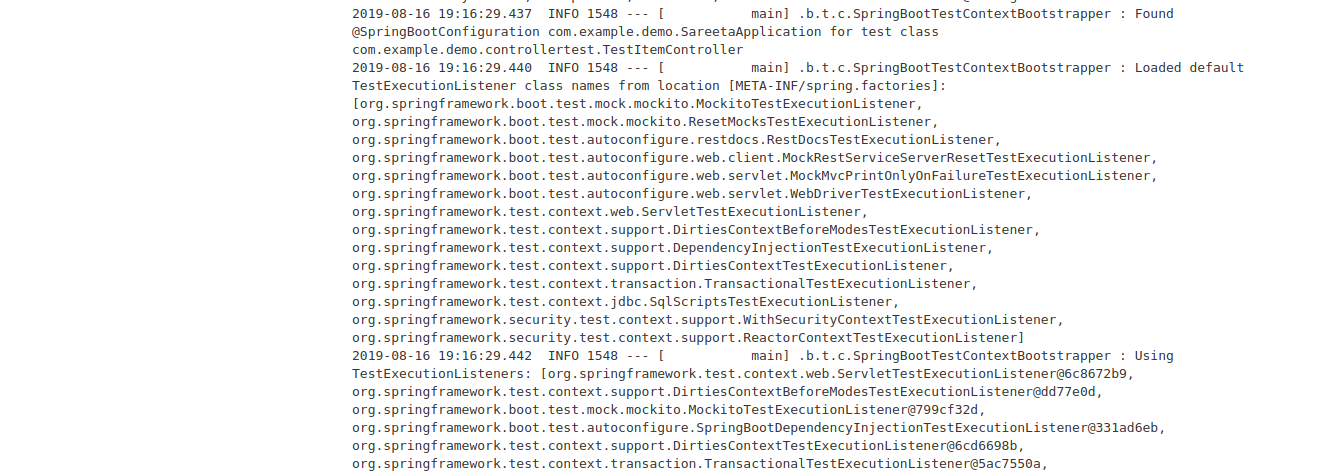 2019-08-16 19:16:29.437  INFO 1548 --- [           main] .b.t.c.SpringBootTestContextBootstrapper : Found
@SpringBootConfiguration com.example.demo.SareetaApplication for test class
com.example.demo.controllertest.TestItemController
2019-08-16 19:16:29.440  INFO 1548 --- [           main] .b.t.c.SpringBootTestContextBootstrapper : Loaded default
TestExecutionListener class names from location [META-INF/spring.factories]:
[org.springframework.boot.test.mock.mockito.MockitoTestExecutionListener,
org.springframework.boot.test.mock.mockito.ResetMocksTestExecutionListener,
org.springframework.boot.test.autoconfigure.restdocs.RestDocsTestExecutionListener,
org.springframework.boot.test.autoconfigure.web.client.MockRestServiceServerResetTestExecutionListener,
org.springframework.boot.test.autoconfigure.web.servlet.MockMvcPrintOnlyOnFailureTestExecutionListener,
org.springframework.boot.test.autoconfigure.web.servlet.WebDriverTestExecutionListener,
org.springframework.test.context.web.ServletTestExecutionListener,
org.springframework.test.context.support.DirtiesContextBeforeModesTestExecutionListener,
org.springframework.test.context.support.DependencyInjectionTestExecutionListener,
org.springframework.test.context.support.DirtiesContextTestExecutionListener,
org.springframework.test.context.transaction.TransactionalTestExecutionListener,
org.springframework.test.context.jdbc.SqlScriptsTestExecutionListener,
org.springframework.security.test.context.support.WithSecurityContextTestExecutionListener,
org.springframework.security.test.context.support.ReactorContextTestExecutionListener]
2019-08-16 19:16:29.442  INFO 1548 --- [           main] .b.t.c.SpringBootTestContextBootstrapper : Using
TestExecutionListeners: [org.springframework.test.context.web.ServletTestExecutionListener@6c8672b9,
org.springframework.test.context.support.DirtiesContextBeforeModesTestExecutionListener@dd77e0d,
org.springframework.boot.test.mock.mockito.MockitoTestExecutionListener@799cf32d,
org.springframework.boot.test.autoconfigure.SpringBootDependencyInjectionTestExecutionListener@331ad6eb,
org.springframework.test.context.support.DirtiesContextTestExecutionListener@6cd6698b,
org.springframework.test.context.transaction.TransactionalTestExecutionListener@5ac7550a,